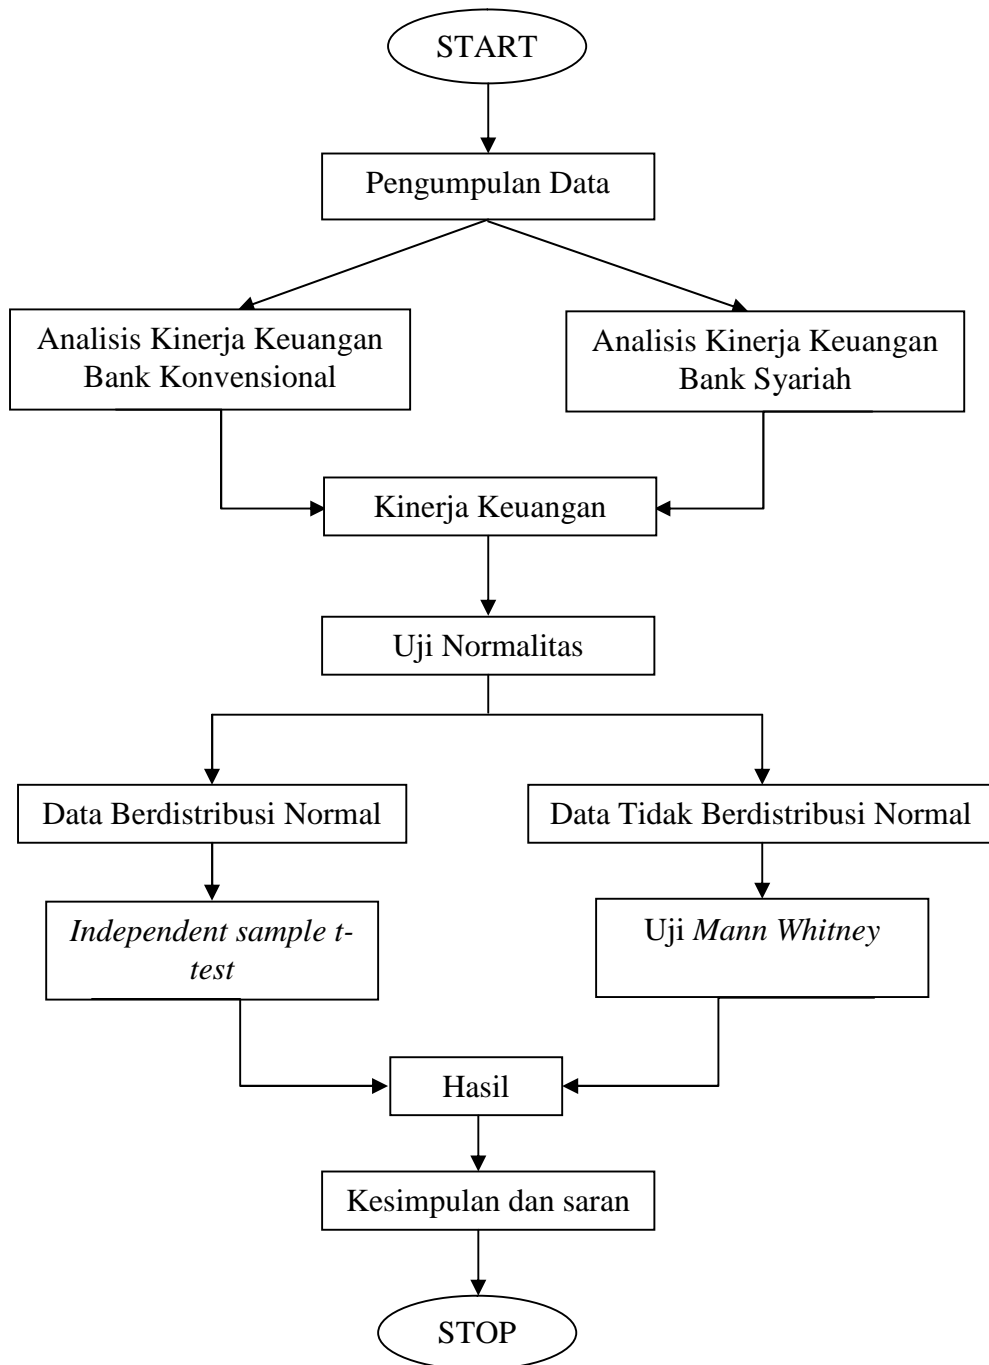 START
Pengumpulan Data
Analisis Kinerja Keuangan
Bank Konvensional
Analisis Kinerja Keuangan
Bank Syariah
Kinerja Keuangan
Uji Normalitas
Data Berdistribusi Normal
Data Tidak Berdistribusi Normal
Independent sample t-
test
Uji Mann Whitney
Hasil
Kesimpulan dan saran
STOP